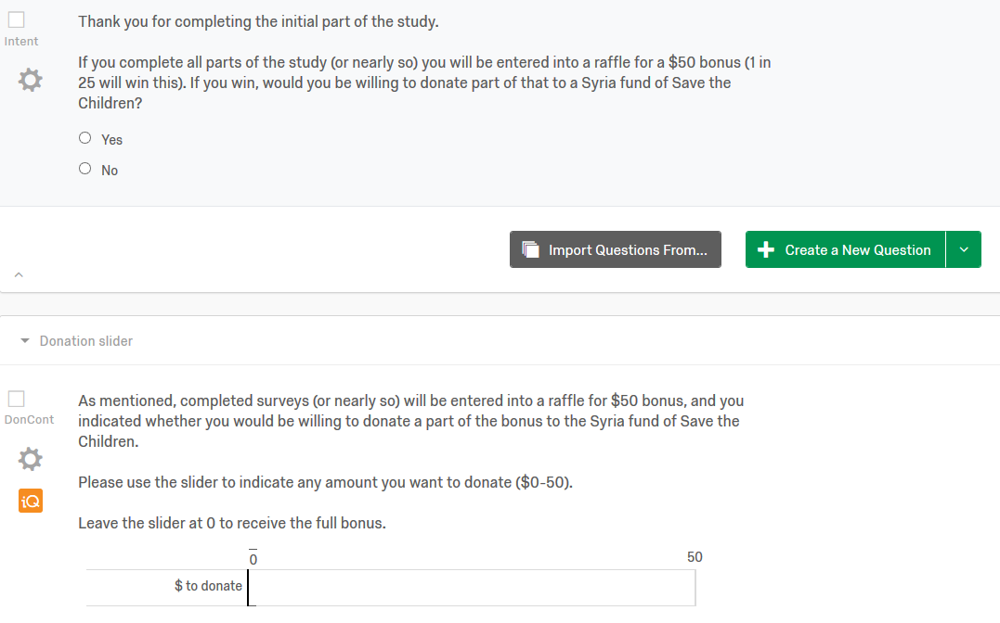 Thank you for completing the initial part of the study.
Intent
If you complete all parts of the study (or nearly so) you will be entered into a raffle for a $50 bonus (1 in
25 will win this). If you win, would you be willing to donate part of that to a Syria fund of Save the
Children?
Yes
No
Import Questions From...
Create a New Question
Donation slider
As mentioned, completed surveys (or nearly so) will be entered into a raffle for $50 bonus, and you
DonCont
indicated whether you would be willing to donate a part of the bonus to the Syria fund of Save the
Children.
Please use the slider to indicate any amount you want to donate ($0-50).
iQ
Leave the slider at 0 to receive the full bonus.
0 50
$ to donate